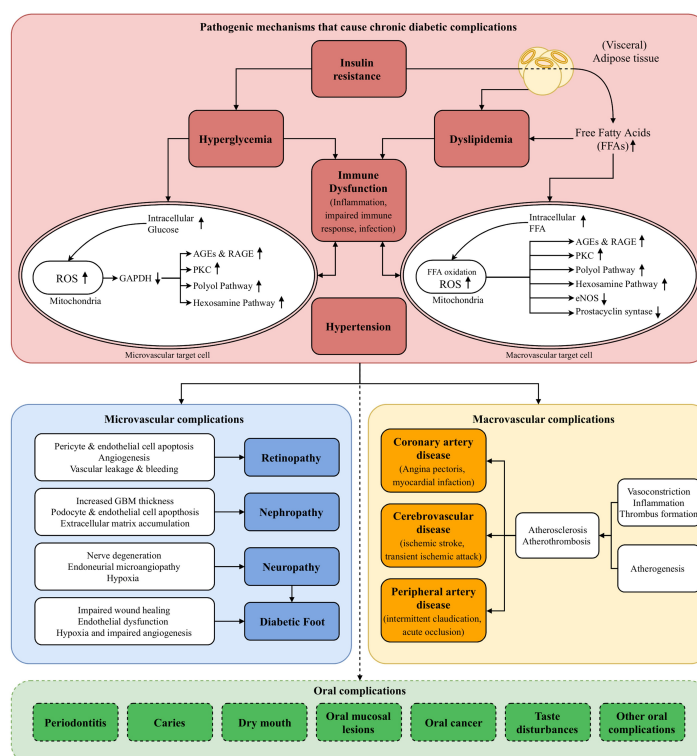 Pathogenic mechanisms that cause chronic diabetic complications
Insulin
resistance
(Visceral)
Adipose tissue
Hyperglycemia
Dyslipidemia
Free Fatty Acids
(FFAs)
Immune
Dysfunction
(Inflammation,
impaired immune
response, infection)
Intracellular
Glucose
ROS
Mitochondria
GAPDH
AGEs & RAGE
PKC
Polyol Pathway
Hexosamine Pathway
Microvascular target cell
Intracellular
FFA
FFA oxidation
ROS
Mitochondria
AGEs & RAGE
PKC
Polyol Pathway
Hexosamine Pathway
eNOS
Prostacyclin syntase
Macrovascular target cell
Hypertension
Microvascular complications
Pericyte & endothelial cell apoptosis
Angiogenesis
Vascular leakage & bleeding
Retinopathy
Increased GBM thickness
Podocyte & endothelial cell apopthosis
Extracellular matrix accumulation
Nephropathy
Nerve degeneration
Endoneurial microangiopathy
Hypoxia
Neuropathy
Impaired wound healing
Endothelial dysfunction
Hypoxia and impaired angiogenesis
Diabetic Foot
Macrovascular complications
Coronary artery
disease
(Angina pectoris,
myocardial infaction)
Cerebrovascular
disease
(ischemic stroke,
transient ischemic attack)
Peripheral artery
disease
(intermittent claudication,
acute occlusion)
Atherosclerosis
Atherothrombosis
Vasoconstriction
Inflammation
Thrombus formation
Atherogenesis
Oral complications
Periodontitis
Caries
Dry mouth
Oral mucosal
lesions
Oral cancer
Taste
disturbances
Other oral
complications